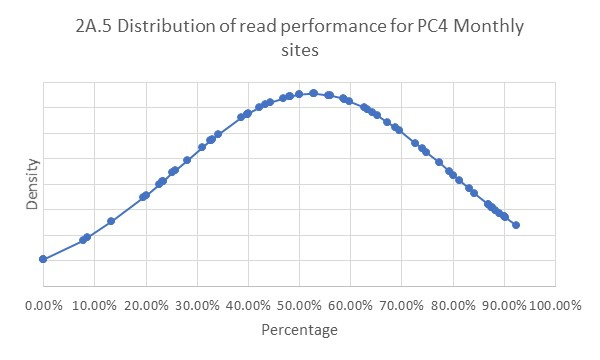 2A.5 Distribution of read performance for PC4 Monthly
sites
Density
0.00% 10.00% 20.00% 30.00% 40.00% 50.00% 60.00% 70.00% 80.00% 90.00% 100.00%
Percentage